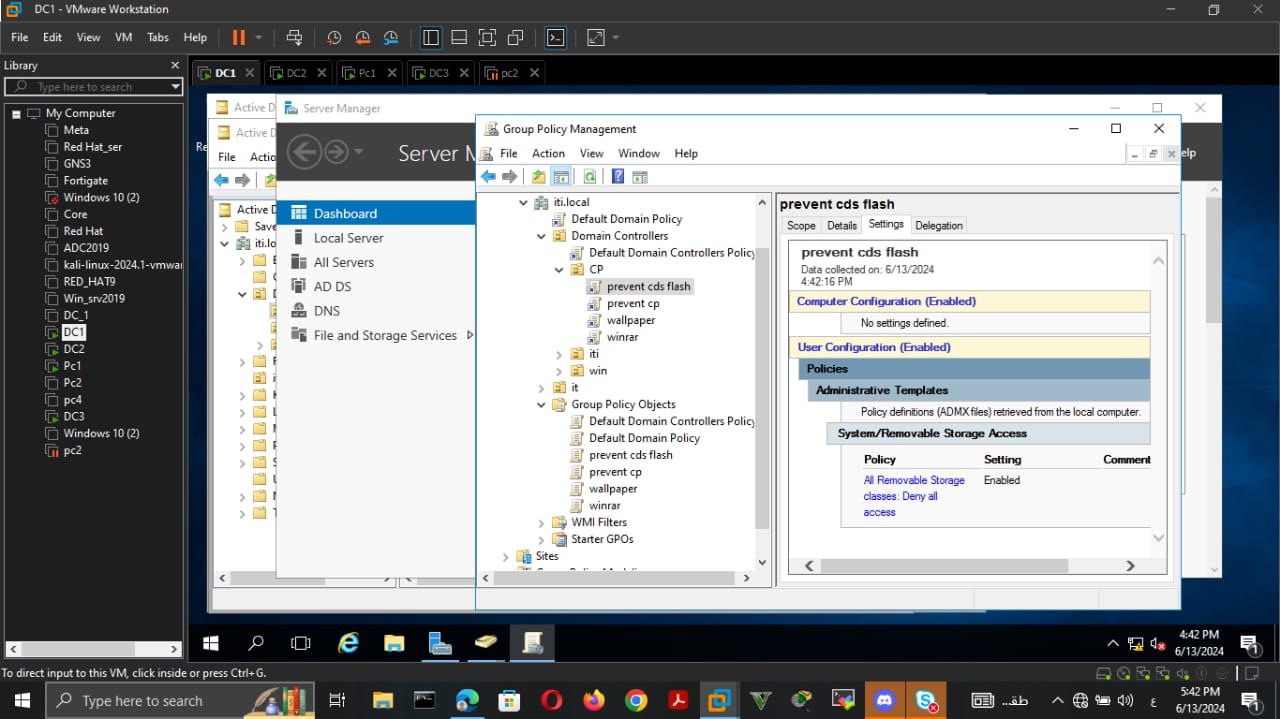 DC1 - VMware Workstation
File Edit View VM Tabs Help
Library
Type here to search
My Computer
Meta
Red Hat_ser
GNS3
Fortigate
Windows 10 (2)
Core
Red Hat
ADC2019
kali-linux-2024.1-vmwar
RED_HAT9
Win_srv2019
DC_1
DC1
DC2
Pc1
Pc2
pc4
DC3
Windows 10 (2)
pc2
DC1 DC2 Pc1 DC3 pc2
Active D
Active D
File Actio
Active D
Save
iti.lo
Server Manager
Server M
elp
Dashboard
Local Server
All Servers
AD DS
DNS
File and Storage Services
Group Policy Management
File Action View Window Help
iti.local
Default Domain Policy
Domain Controllers
Default Domain Controllers Policy
CP
prevent cds flash
prevent cp
wallpaper
winrar
iti
win
it
Group Policy Objects
Default Domain Controllers Policy
Default Domain Policy
prevent cds flash
prevent cp
wallpaper
winrar
WMI Filters
Starter GPOs
Sites
prevent cds flash
Scope Details Settings Delegation
prevent cds flash
Data collected on: 6/13/2024
4:42:16 PM
Computer Configuration (Enabled)
No settings defined.
User Configuration (Enabled)
Policies
Administrative Templates
Policy definitions (ADMX files) retrieved from the local computer.
System/Removable Storage Access
Policy Setting Comment
All Removable Storage classes: Deny all access Enabled
4:42 PM
6/13/2024
1
To direct input to this VM, click inside or press Ctrl+G.
Type here to search
طقـ...
ع
5:42 PM
6/13/2024
1